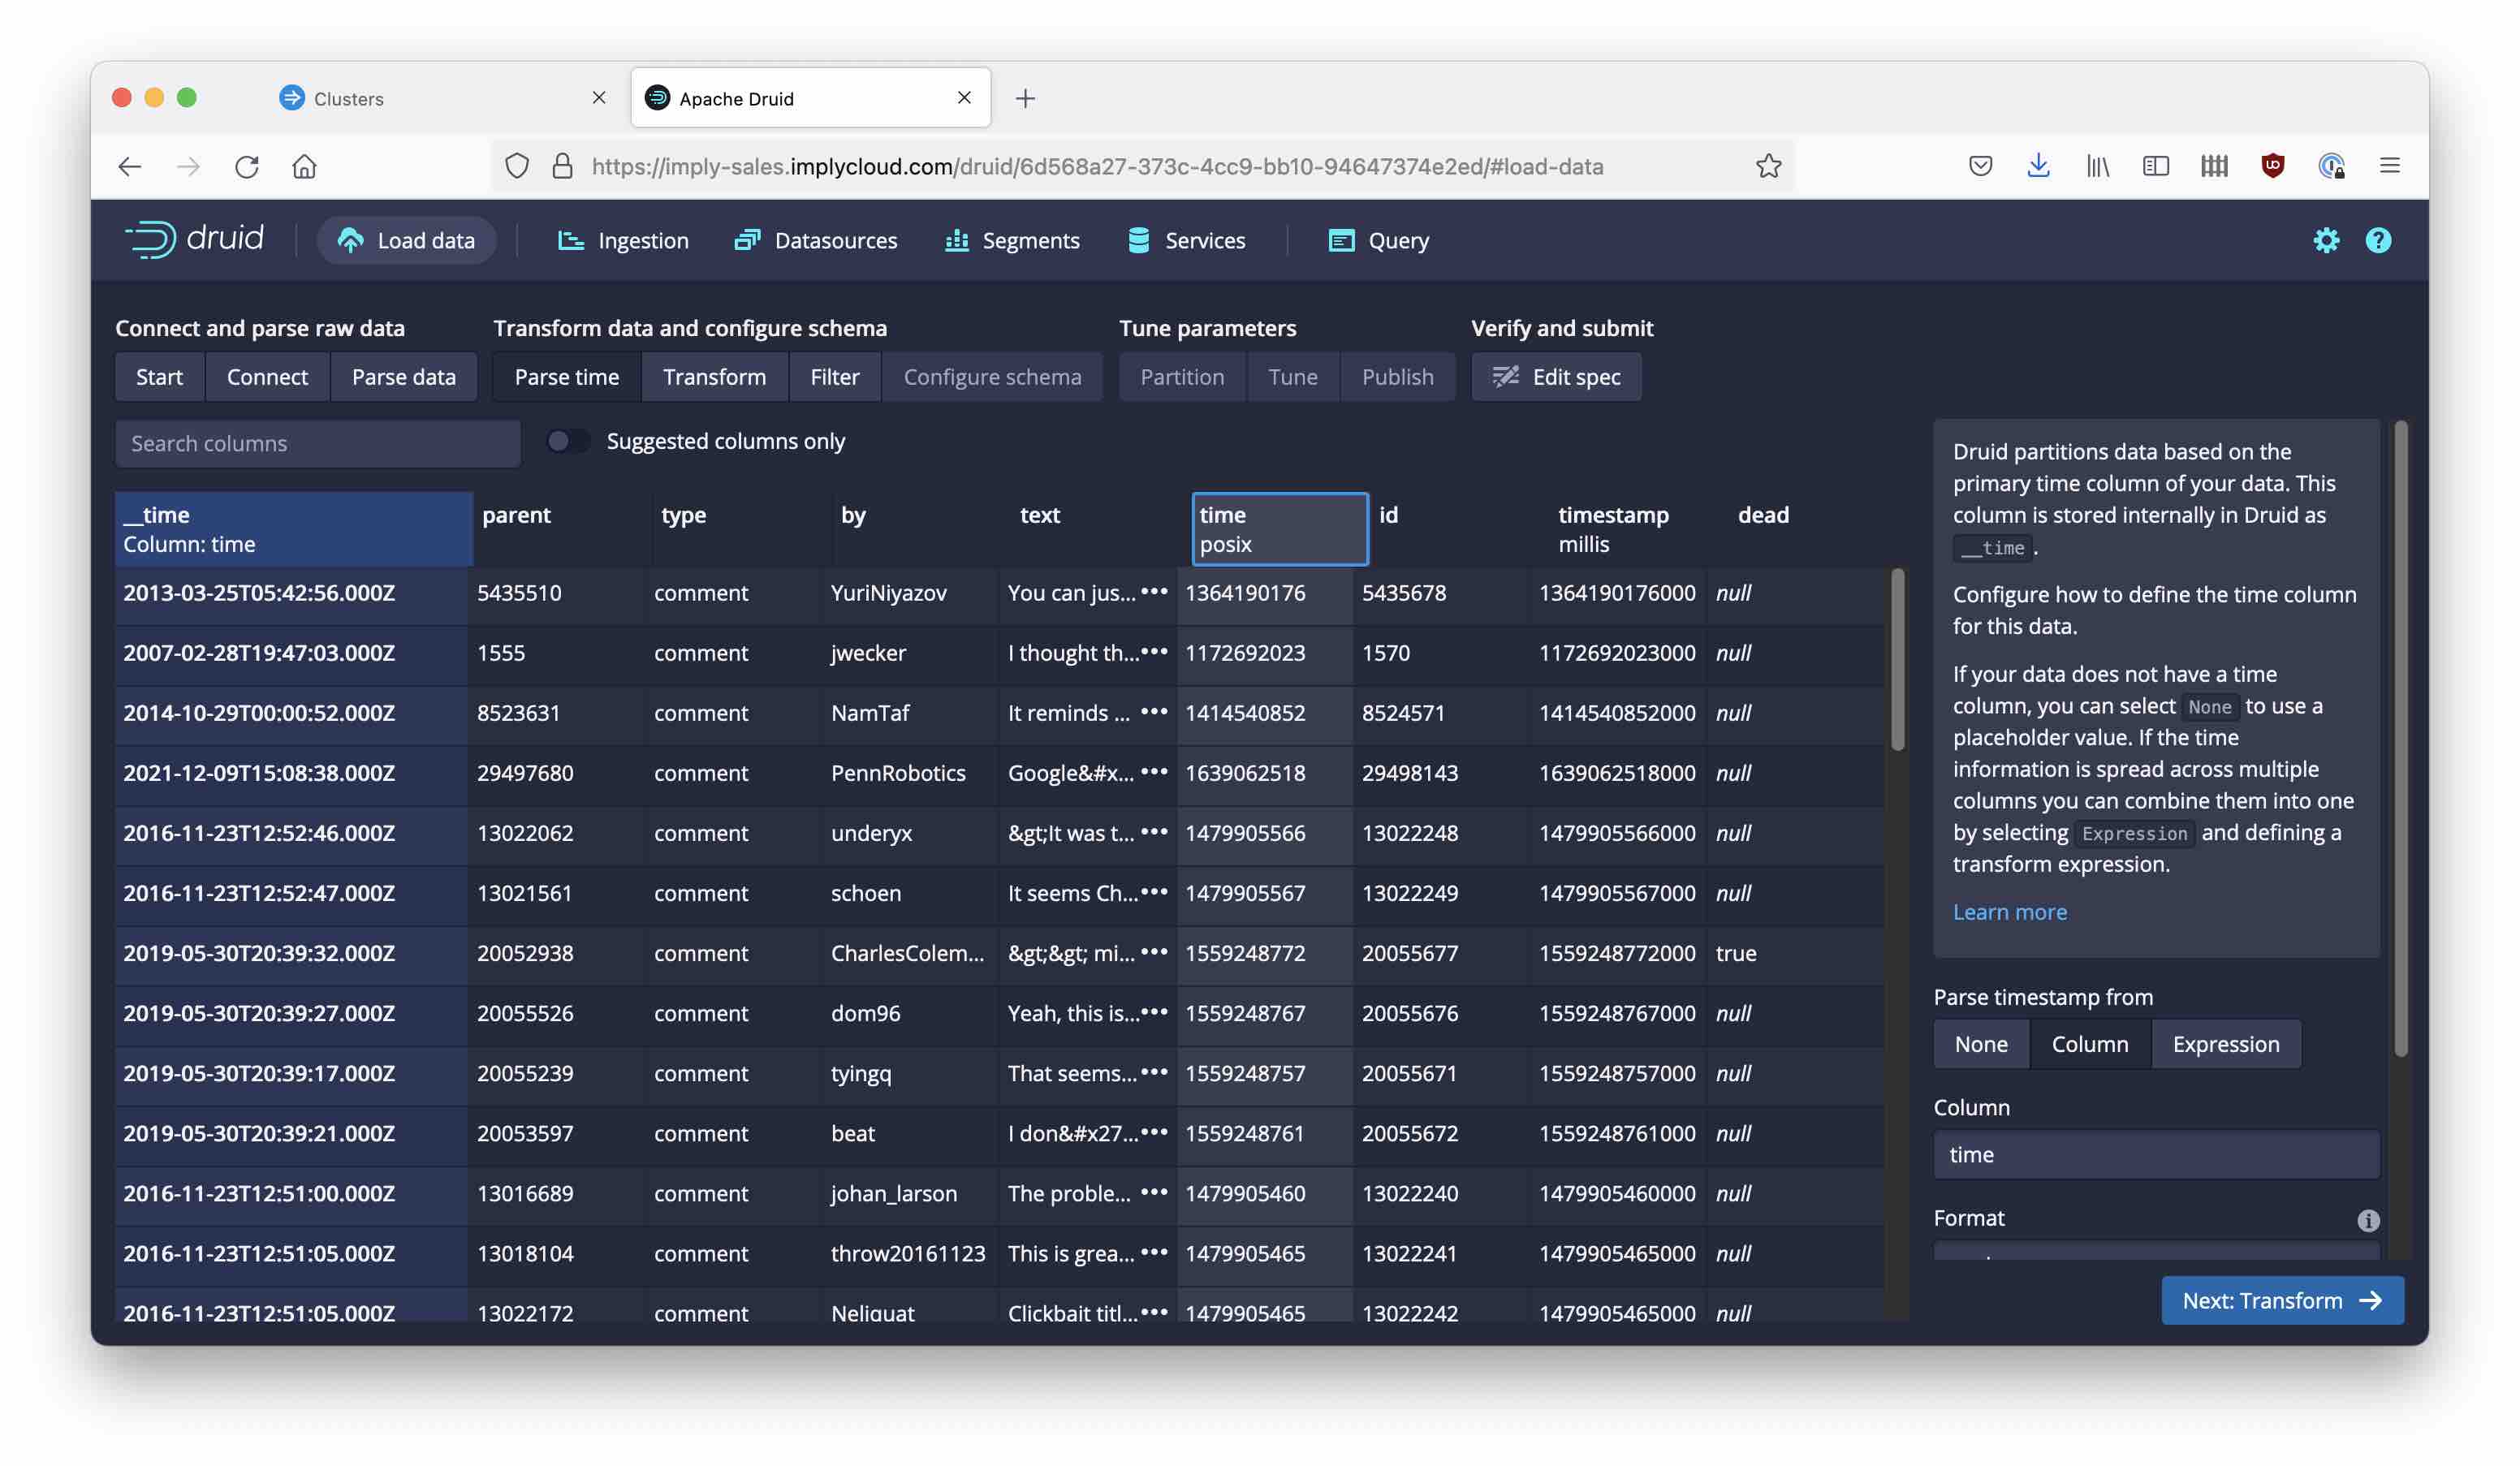 Clusters
Apache Druid
https://imply-sales.implycloud.com/druid/6d568a27-373c-4cc9-bb10-94647374e2ed/#load-data
druid
Load data
Ingestion
Datasources
Segments
Services
Query
Connect and parse raw data
Transform data and configure schema
Tune parameters
Verify and submit
Start
Connect
Parse data
Parse time
Transform
Filter
Configure schema
Partition
Tune
Publish
Edit spec
Search columns
Suggested columns only
__time parent type by text time id timestamp dead
Column: time posix millis
2013-03-25T05:42:56.000Z 5435510 comment YuriNiyazov You can jus...••• 1364190176 5435678 1364190176000 null
2007-02-28T19:47:03.000Z 1555 comment jwecker I thought th...••• 1172692023 1570 1172692023000 null
2014-10-29T00:00:52.000Z 8523631 comment NamTaf It reminds ... ••• 1414540852 8524571 1414540852000 null
2021-12-09T15:08:38.000Z 29497680 comment PennRobotics Google&#x... ••• 1639062518 29498143 1639062518000 null
2016-11-23T12:52:46.000Z 13022062 comment underyx &gt;It was t... ••• 1479905566 13022248 1479905566000 null
2016-11-23T12:52:47.000Z 13021561 comment schoen It seems Ch...••• 1479905567 13022249 1479905567000 null
2019-05-30T20:39:32.000Z 20052938 comment CharlesColem... &gt;&gt; mi... ••• 1559248772 20055677 1559248772000 true
2019-05-30T20:39:27.000Z 20055526 comment dom96 Yeah, this is...••• 1559248767 20055676 1559248767000 null
2019-05-30T20:39:17.000Z 20055239 comment tyingq That seems...••• 1559248757 20055671 1559248757000 null
2019-05-30T20:39:21.000Z 20053597 comment beat I don&#x27...••• 1559248761 20055672 1559248761000 null
2016-11-23T12:51:00.000Z 13016689 comment johan_larson The proble... ••• 1479905460 13022240 1479905460000 null
2016-11-23T12:51:05.000Z 13018104 comment throw20161123 This is grea... ••• 1479905465 13022241 1479905465000 null
2016-11-23T12:51:05.000Z 13022172 comment Neliquat Clickbait titl...••• 1479905465 13022242 1479905465000 null
Druid partitions data based on the
primary time column of your data. This
column is stored internally in Druid as
__time .
Configure how to define the time column
for this data.
If your data does not have a time
column, you can select None to use a
placeholder value. If the time
information is spread across multiple
columns you can combine them into one
by selecting Expression and defining a
transform expression.
Learn more
Parse timestamp from
None
Column
Expression
Column
time
Format
Next: Transform